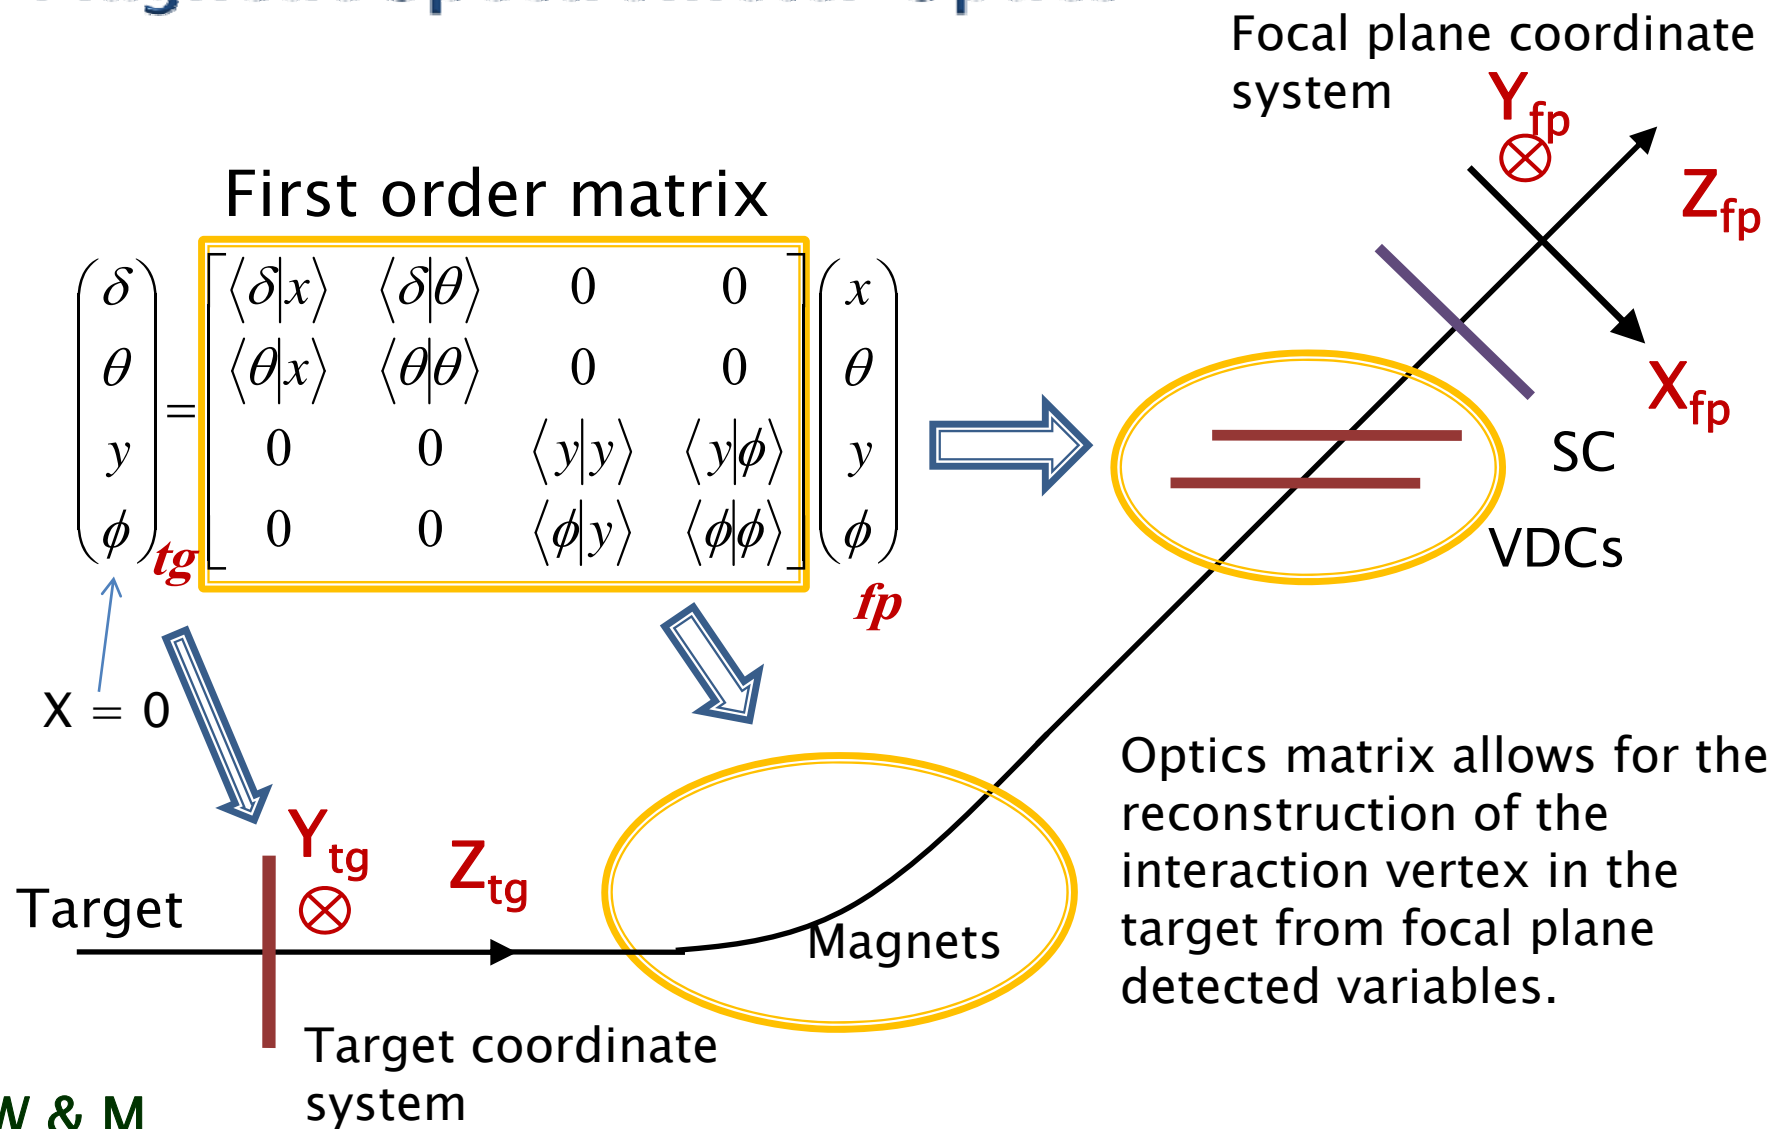 Focal plane coordinate
system
Y_fp
Z_fp
X_fp
First order matrix
(δ θ y ϕ)_tg = [⟨δ|x⟩ ⟨δ|θ⟩ 0 0
⟨θ|x⟩ ⟨θ|θ⟩ 0 0
0 0 ⟨y|y⟩ ⟨y|ϕ⟩
0 0 ⟨ϕ|y⟩ ⟨ϕ|ϕ⟩] (x θ y ϕ)_fp
SC
VDCs
X = 0
Optics matrix allows for the
reconstruction of the
interaction vertex in the
target from focal plane
detected variables.
Y_tg
Z_tg
Target
Magnets
Target coordinate
system
W & M